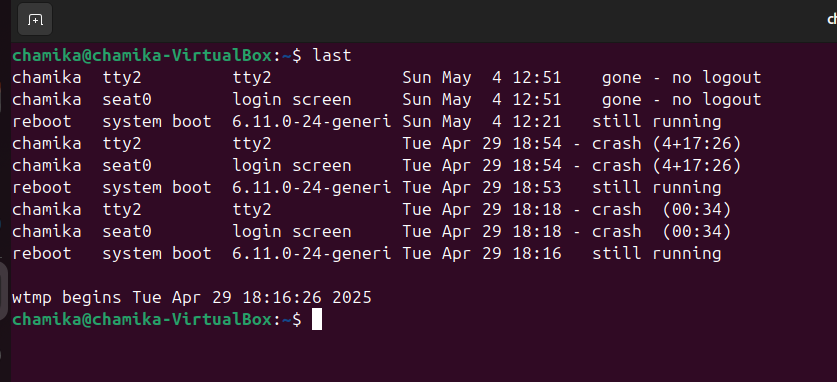 ch
chamika@chamika-VirtualBox:~$ last
chamika  tty2         tty2             Sun May  4 12:51    gone - no logout
chamika  seat0        login screen     Sun May  4 12:51    gone - no logout
reboot   system boot  6.11.0-24-generi Sun May  4 12:21   still running
chamika  tty2         tty2             Tue Apr 29 18:54 - crash (4+17:26)
chamika  seat0        login screen     Tue Apr 29 18:54 - crash (4+17:26)
reboot   system boot  6.11.0-24-generi Tue Apr 29 18:53   still running
chamika  tty2         tty2             Tue Apr 29 18:18 - crash  (00:34)
chamika  seat0        login screen     Tue Apr 29 18:18 - crash  (00:34)
reboot   system boot  6.11.0-24-generi Tue Apr 29 18:16   still running
wtmp begins Tue Apr 29 18:16:26 2025
chamika@chamika-VirtualBox:~$